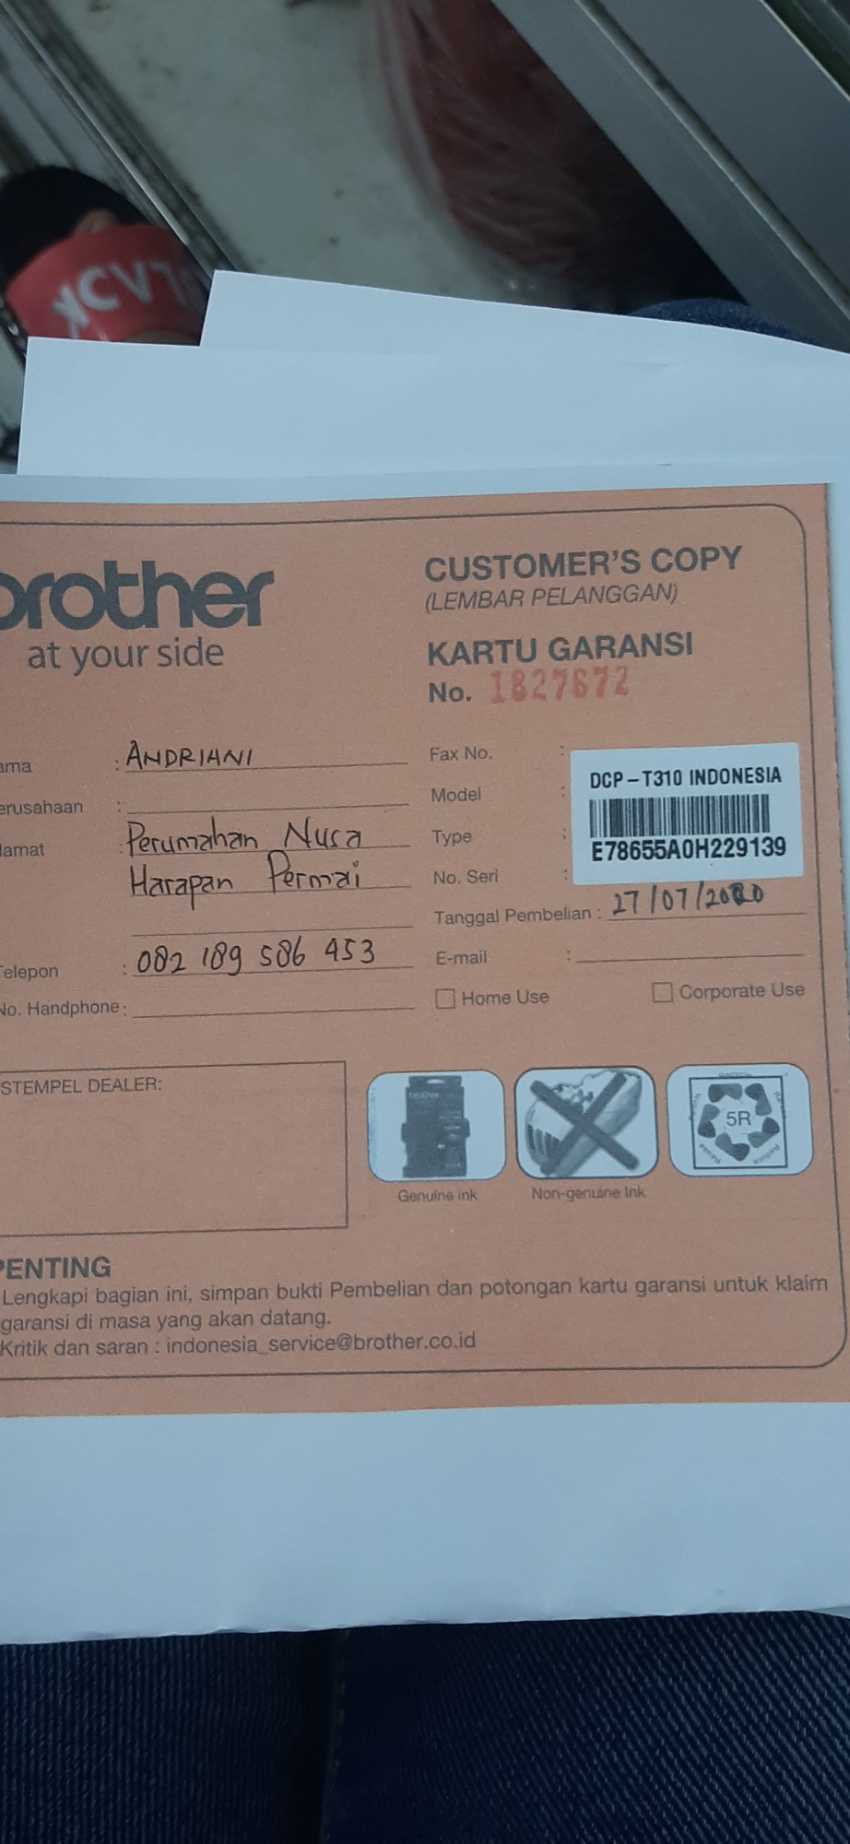 brother
at your side
CUSTOMER'S COPY
(LEMBAR PELANGGAN)
KARTU GARANSI
No. 1827672
ama : ANDRIANI
erusahaan :
lamat : Perumahan Nusa
Harapan Permai
Telepon : 082 189 586 453
No. Handphone :
Fax No. :
Model :
Type :
No. Seri :
DCP-T310 INDONESIA
E78655A0H229139
Tanggal Pembelian : 27/07/2020
E-mail :
Home Use
Corporate Use
STEMPEL DEALER:
brother
5R
Genuine ink
Non-genuine Ink
PENTING
Lengkapi bagian ini, simpan bukti Pembelian dan potongan kartu garansi untuk klaim
garansi di masa yang akan datang.
Kritik dan saran : indonesia_service@brother.co.id